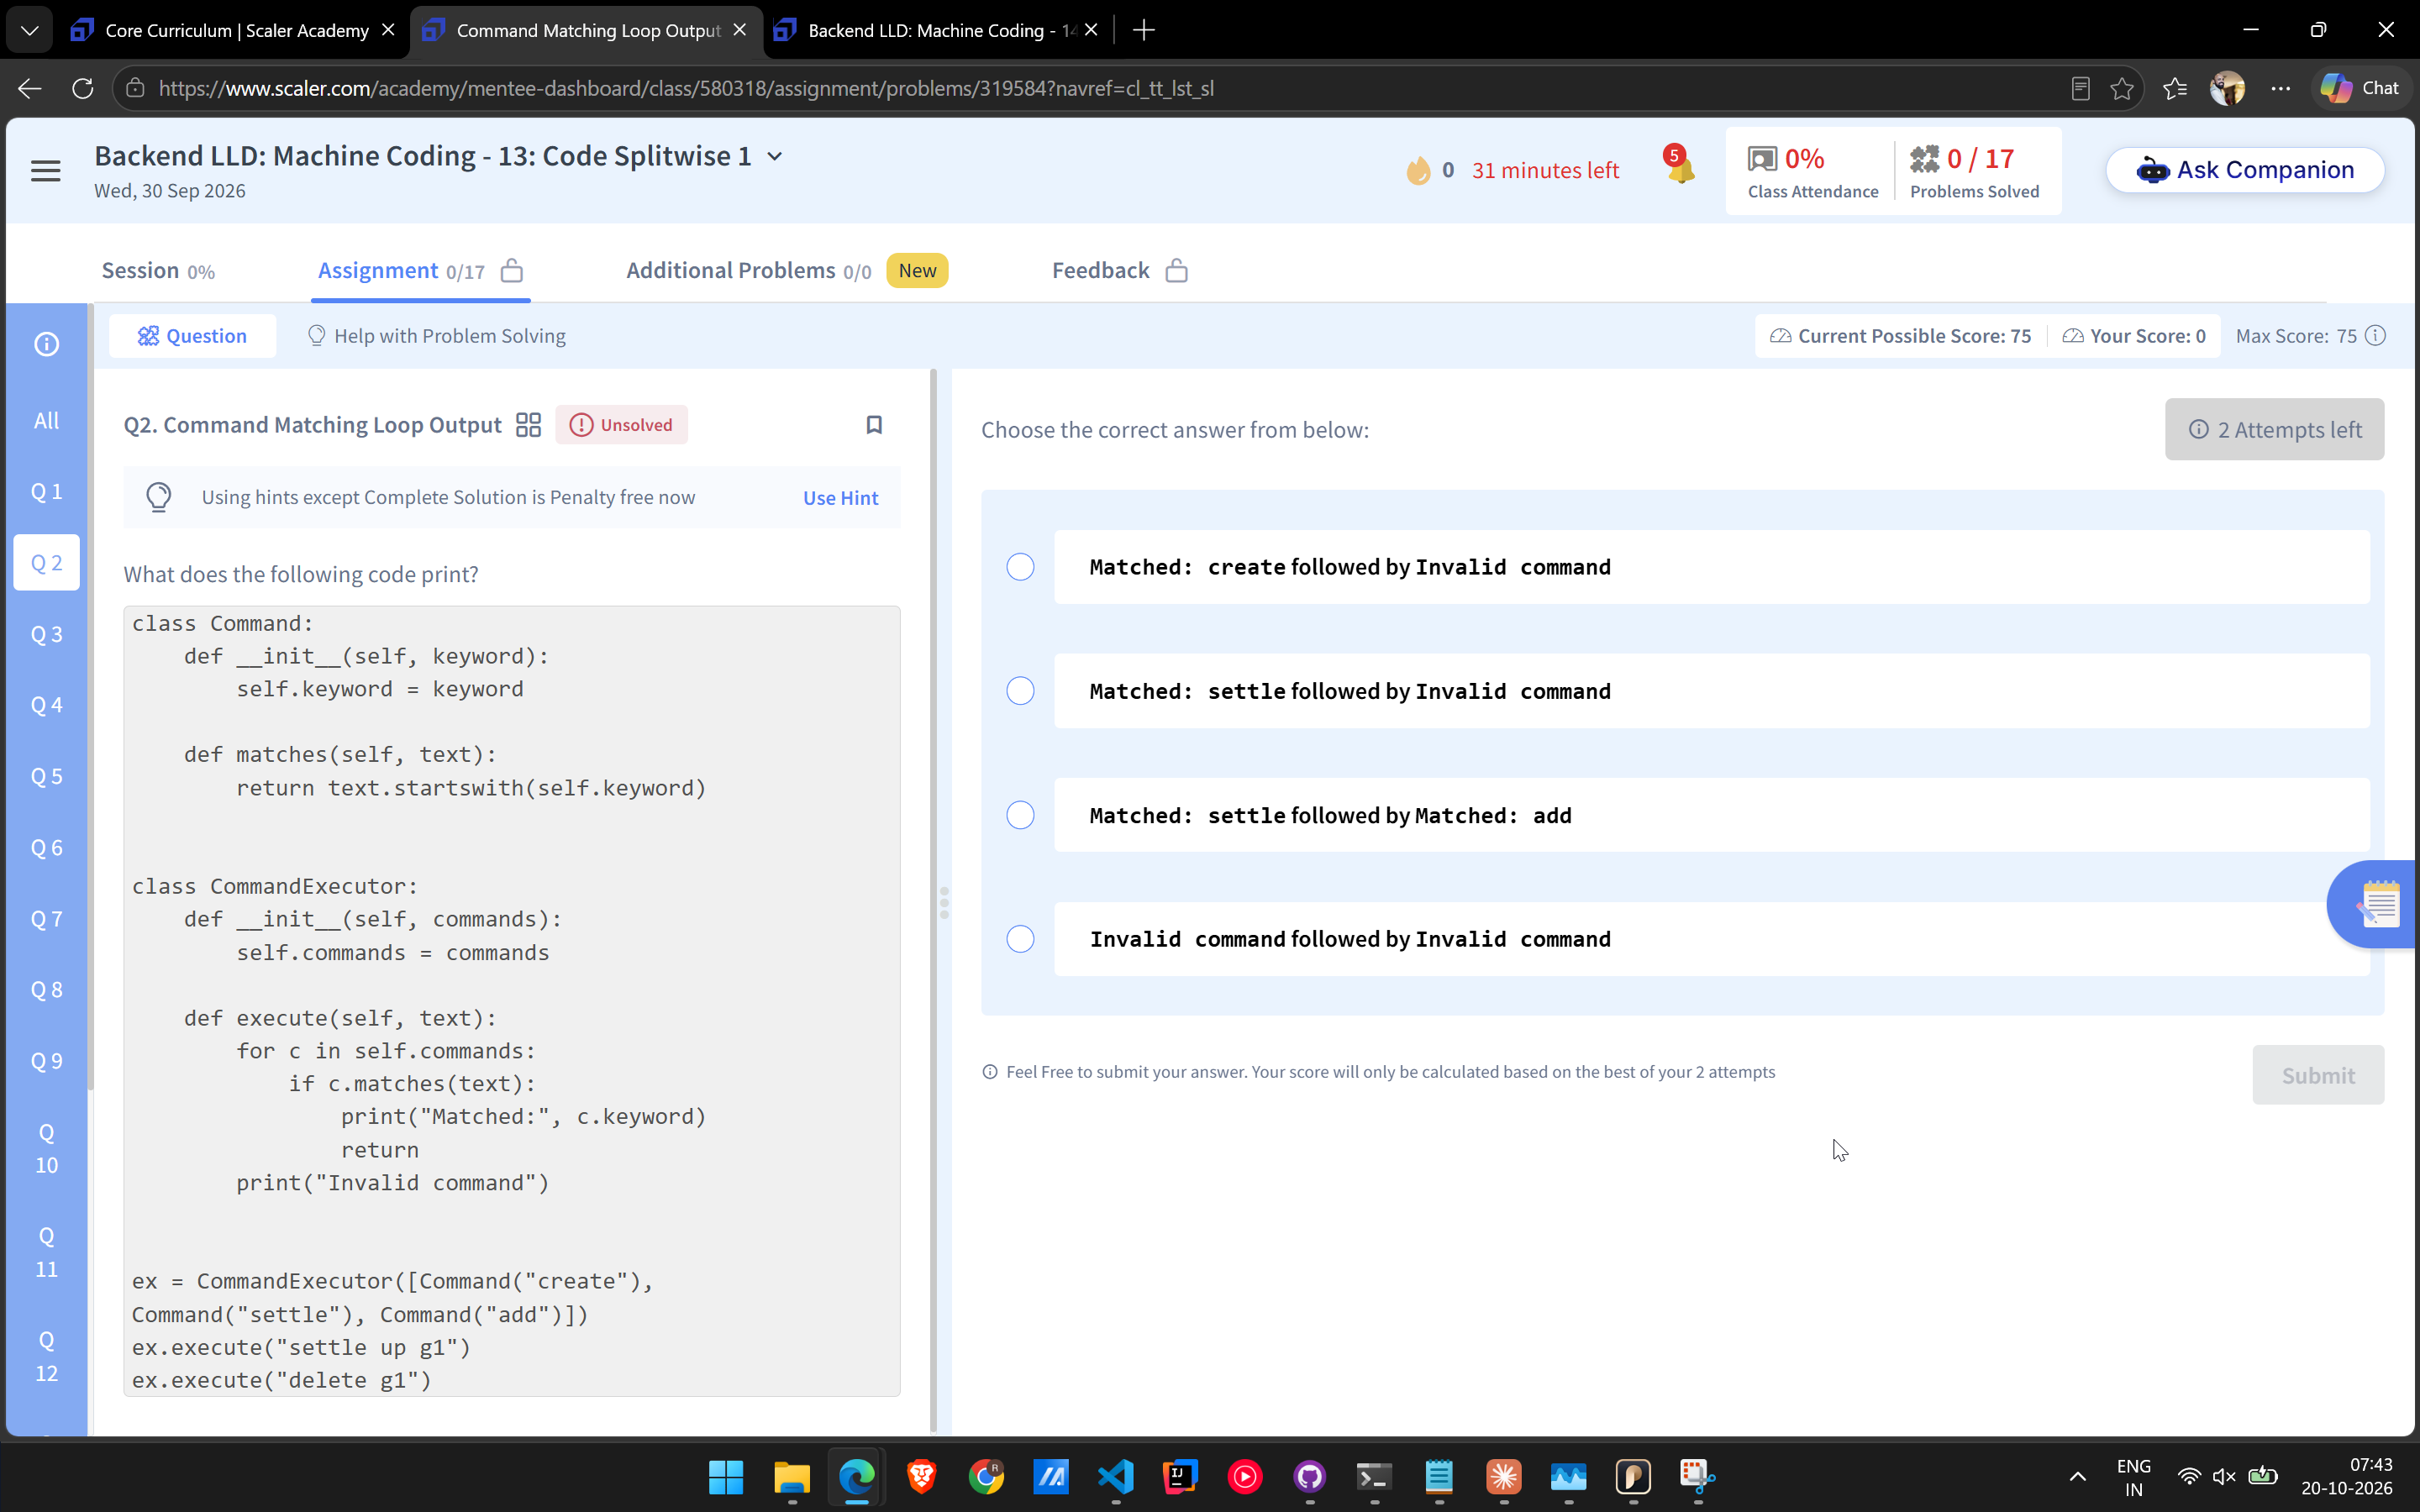 Core Curriculum | Scaler Academy
Command Matching Loop Output
Backend LLD: Machine Coding - 14
https://www.scaler.com/academy/mentee-dashboard/class/580318/assignment/problems/319584?navref=cl_tt_lst_sl
Chat
Backend LLD: Machine Coding - 13: Code Splitwise 1
Wed, 30 Sep 2026
0
31 minutes left
5
0%
Class Attendance
0 / 17
Problems Solved
Ask Companion
Session 0%
Assignment 0/17
Additional Problems 0/0 New
Feedback
Question
Help with Problem Solving
Current Possible Score: 75
Your Score: 0
Max Score: 75
All
Q 1
Q 2
Q 3
Q 4
Q 5
Q 6
Q 7
Q 8
Q 9
Q
10
Q
11
Q
12
Q2. Command Matching Loop Output
Unsolved
Using hints except Complete Solution is Penalty free now
Use Hint
What does the following code print?
class Command:
    def __init__(self, keyword):
        self.keyword = keyword
    def matches(self, text):
        return text.startswith(self.keyword)
class CommandExecutor:
    def __init__(self, commands):
        self.commands = commands
    def execute(self, text):
        for c in self.commands:
            if c.matches(text):
                print("Matched:", c.keyword)
                return
        print("Invalid command")
ex = CommandExecutor([Command("create"),
Command("settle"), Command("add")])
ex.execute("settle up g1")
ex.execute("delete g1")
Choose the correct answer from below:
2 Attempts left
Matched: create followed by Invalid command
Matched: settle followed by Invalid command
Matched: settle followed by Matched: add
Invalid command followed by Invalid command
Feel Free to submit your answer. Your score will only be calculated based on the best of your 2 attempts
Submit
R
IJ
ENG
IN
07:43
20-10-2026